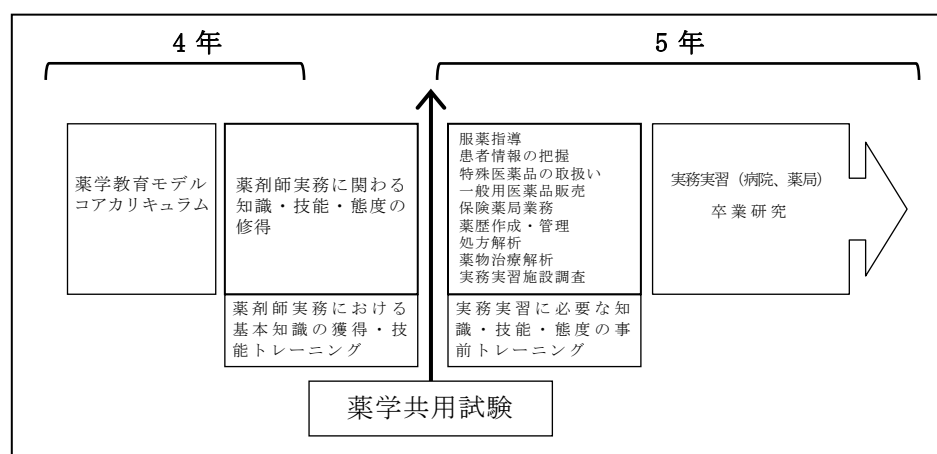 4年
5年
薬学教育モデル
コアカリキュラム
薬剤師実務に関わる
知識・技能・態度の
修得
薬剤師実務における
基本知識の獲得・技
能トレーニング
服薬指導
患者情報の把握
特殊医薬品の取扱い
一般用医薬品販売
保険薬局業務
薬歴作成・管理
処方解析
薬物治療解析
実務実習施設調査
実務実習に必要な知
識・技能・態度の事
前トレーニング
実務実習（病院、薬局）
卒業研究
薬学共用試験